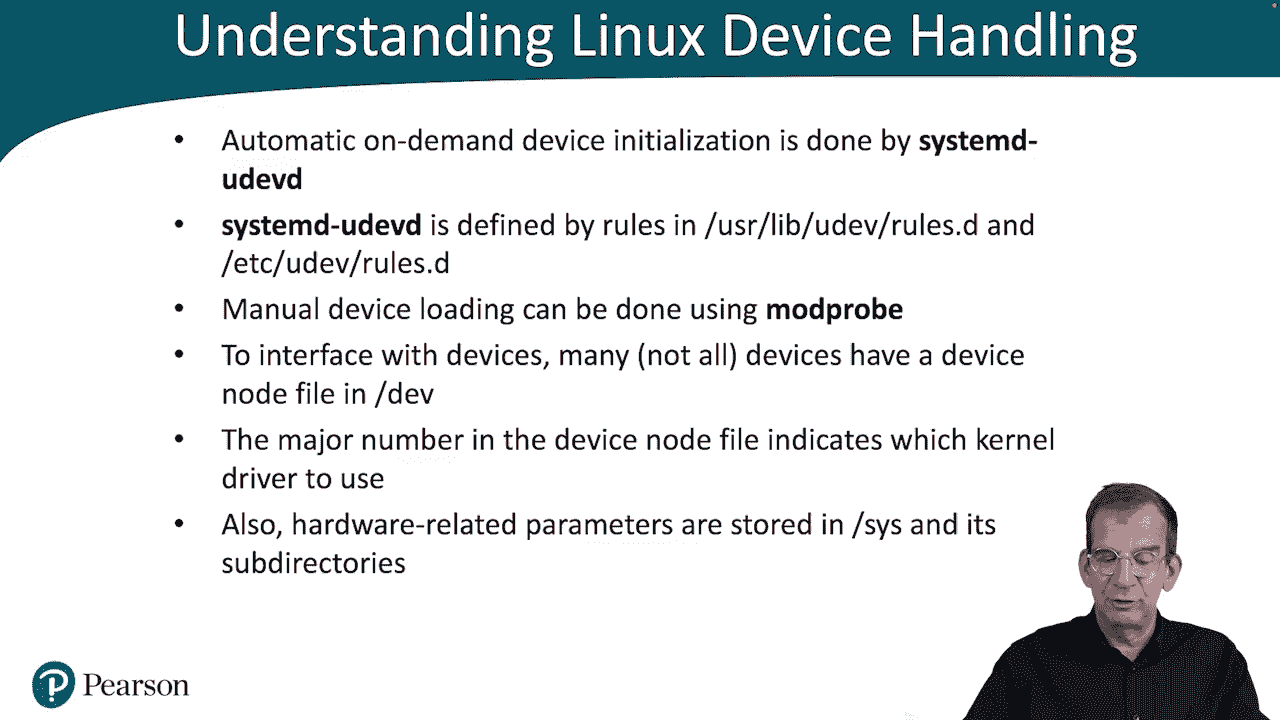 Understanding Linux Device Handling
• Automatic on-demand device initialization is done by systemd-
udevd
• systemd-udevd is defined by rules in /usr/lib/udev/rules.d and
/etc/udev/rules.d
• Manual device loading can be done using modprobe
• To interface with devices, many (not all) devices have a device
node file in /dev
• The major number in the device node file indicates which kernel
driver to use
• Also, hardware-related parameters are stored in /sys and its
subdirectories
Pearson